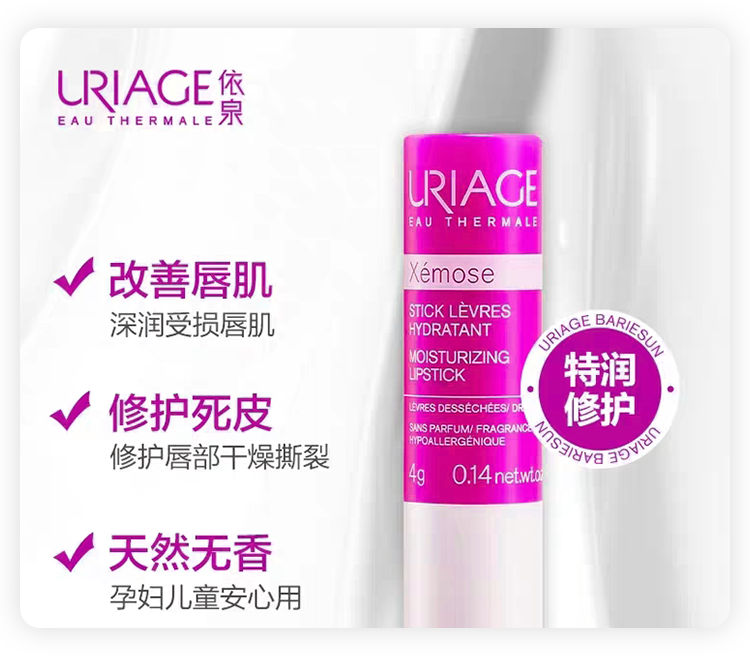 URIAGE 依泉
EAU THERMALE
改善唇肌
深润受损唇肌
修护死皮
修护唇部干燥撕裂
天然无香
孕妇儿童安心用
URIAGE
EAU THERMALE
Xémose
STICK LÈVRES
HYDRATANT
MOISTURIZING
LIPSTICK
LÈVRES DESSÉCHÉES/
SANS PARFUM/ FRAGRANCE
HYPOALLERGÉNIQUE
4g 0.14 net.wt.oz
URIAGE BARIESUN
特润
修护
URIAGE BARIESUN